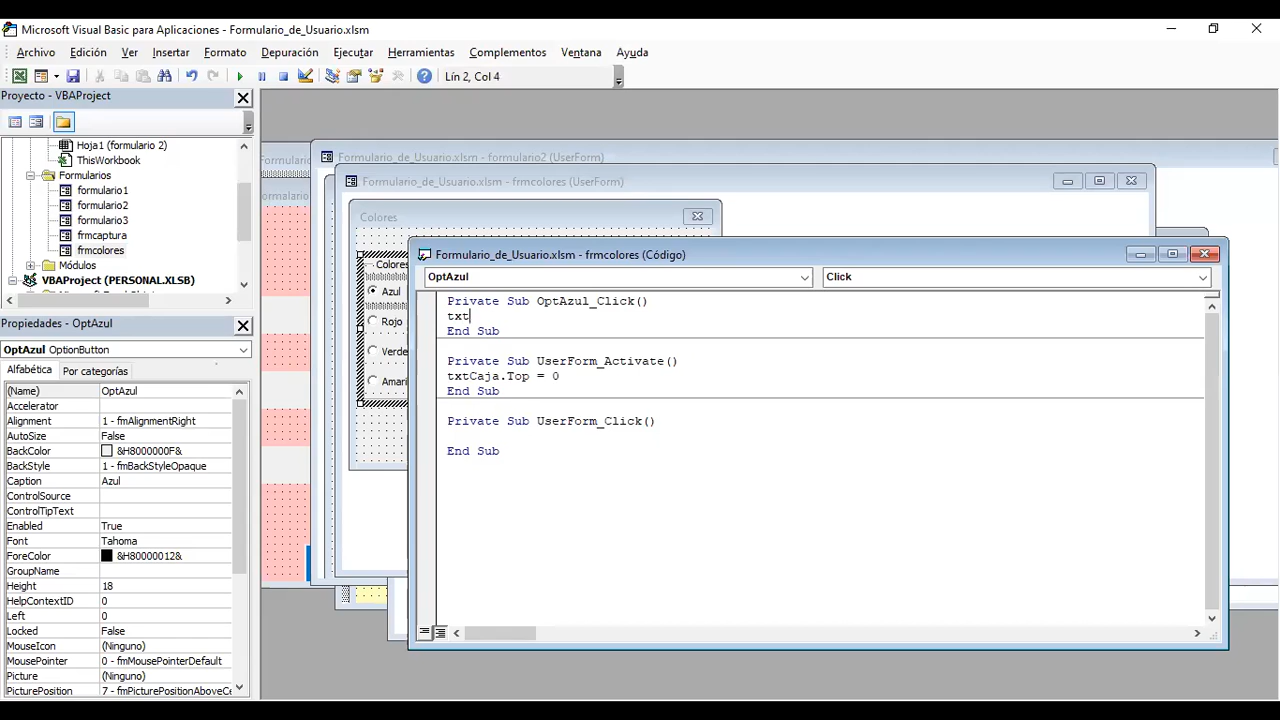 Microsoft Visual Basic para Aplicaciones - Formulario_de_Usuario.xlsm
Archivo Edición Ver Insertar Formato Depuración Ejecutar Herramientas Complementos Ventana Ayuda
Lín 2, Col 4
Proyecto - VBAProject
Hoja1 (formulario 2)
ThisWorkbook
Formularios
formulario1
formulario2
formulario3
frmcaptura
frmcolores
Módulos
VBAProject (PERSONAL.XLSB)
Propiedades - OptAzul
OptAzul OptionButton
Alfabética Por categorías
(Name) OptAzul
Accelerator
Alignment 1 - fmAlignmentRight
AutoSize False
BackColor &H8000000F&
BackStyle 1 - fmBackStyleOpaque
Caption Azul
ControlSource
ControlTipText
Enabled True
Font Tahoma
ForeColor &H80000012&
GroupName
Height 18
HelpContextID 0
Left 0
Locked False
MouseIcon (Ninguno)
MousePointer 0 - fmMousePointerDefault
Picture (Ninguno)
PicturePosition 7 - fmPicturePositionAboveCe
Formulario_de_Usuario.xlsm - formulario2 (UserForm)
Formulario_de_Usuario.xlsm - frmcolores (UserForm)
Colores
Colores
Azul
Rojo
Verde
Amari
Formulario_de_Usuario.xlsm - frmcolores (Código)
OptAzul Click
Private Sub OptAzul_Click()
txt
End Sub
Private Sub UserForm_Activate()
txtCaja.Top = 0
End Sub
Private Sub UserForm_Click()
End Sub